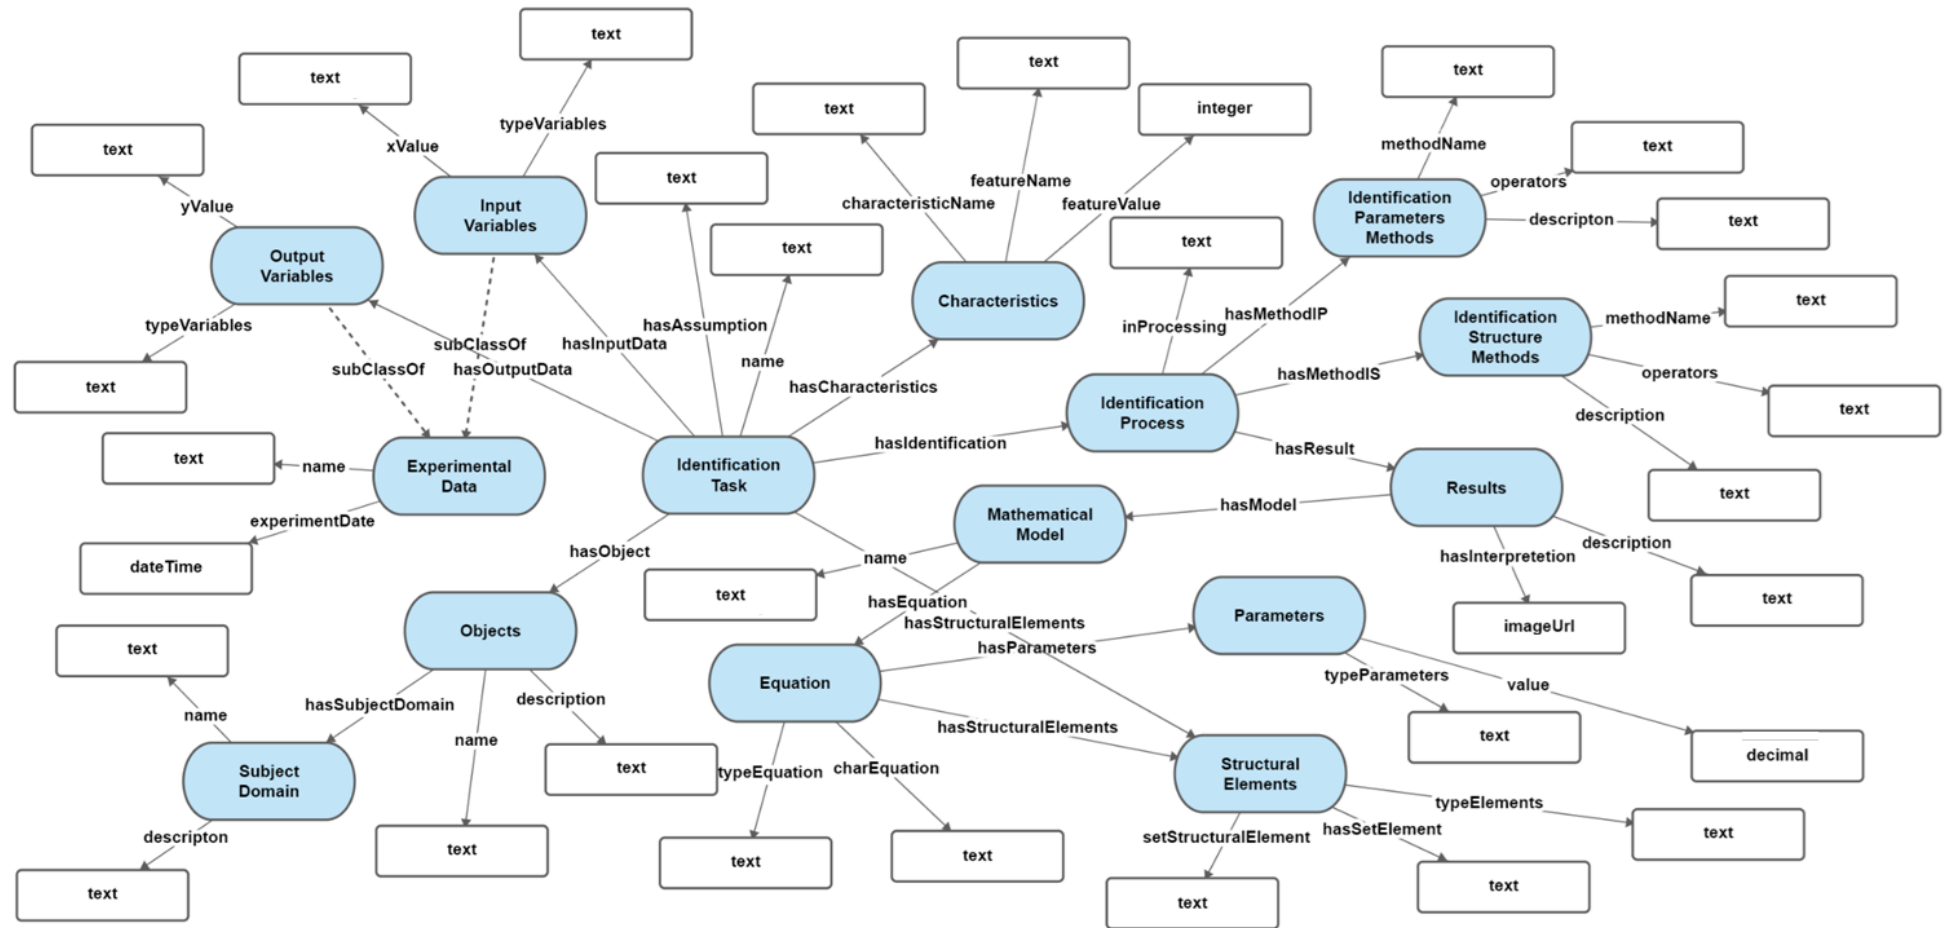 text
text
text
text
text
integer
text
text
typeVariables
xValue
methodName
text
text
text
operators
yValue
Input
Variables
featureName
characteristicName
featureValue
Identification
Parameters
Methods
descripton
text
Output
Variables
text
text
Characteristics
text
hasMethodIP
inProcessing
Identification
Structure
Methods
methodName
typeVariables
hasAssumption
subClassOf
hasInputData
name
subClassOf
hasOutputData
hasCharacteristics
hasMethodIS
operators
text
text
Identification
Process
description
text
name
Experimental
Data
Identification
Task
hasIdentification
hasResult
Results
text
experimentDate
Mathematical
Model
hasModel
hasObject
name
hasInterpretetion
description
dateTime
text
hasEquation
hasStructuralElements
Parameters
imageUrl
text
Objects
text
hasParameters
Equation
typeParameters
value
hasSubjectDomain
description
name
name
hasStructuralElements
text
decimal
Subject
Domain
text
typeEquation
charEquation
Structural
Elements
typeElements
descripton
text
text
text
setStructuralElement
hasSetElement
text
text
text
text